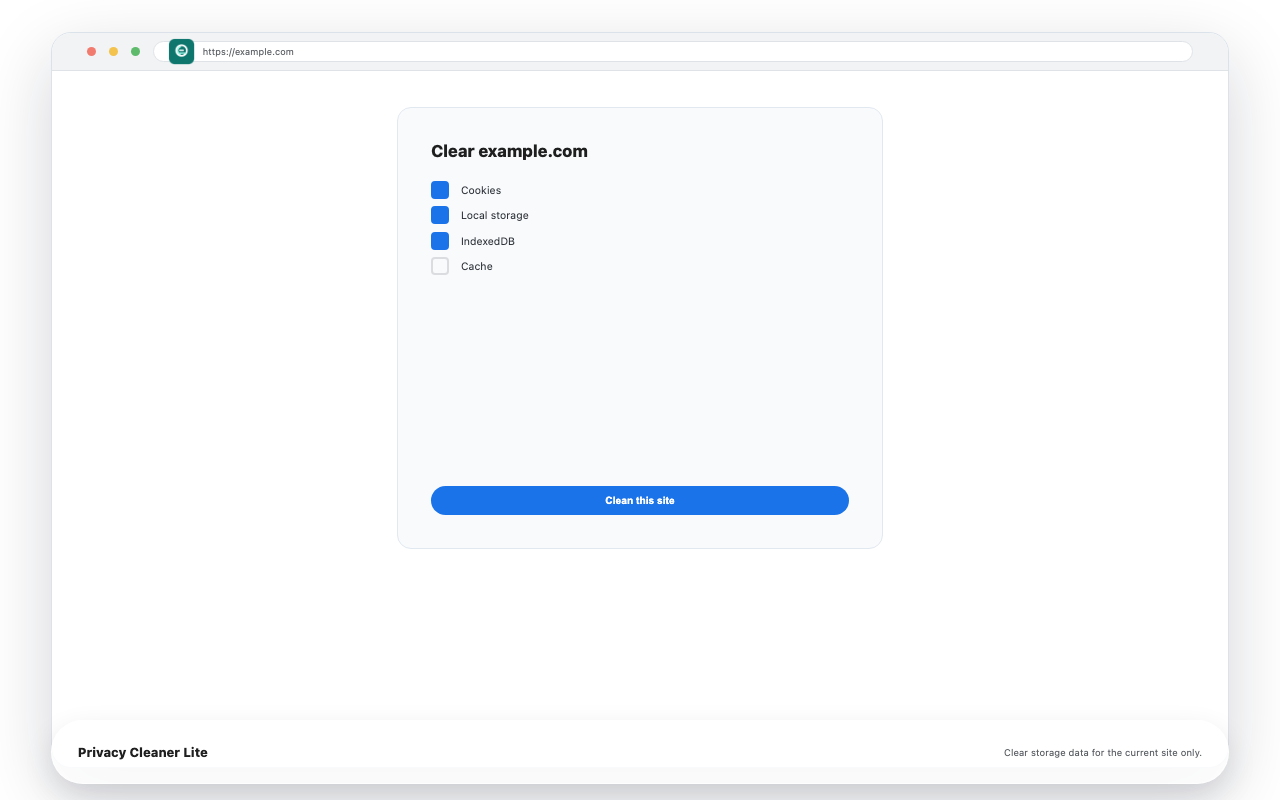 https://example.com
Clear example.com
Cookies
Local storage
IndexedDB
Cache
Clean this site
Privacy Cleaner Lite
Clear storage data for the current site only.